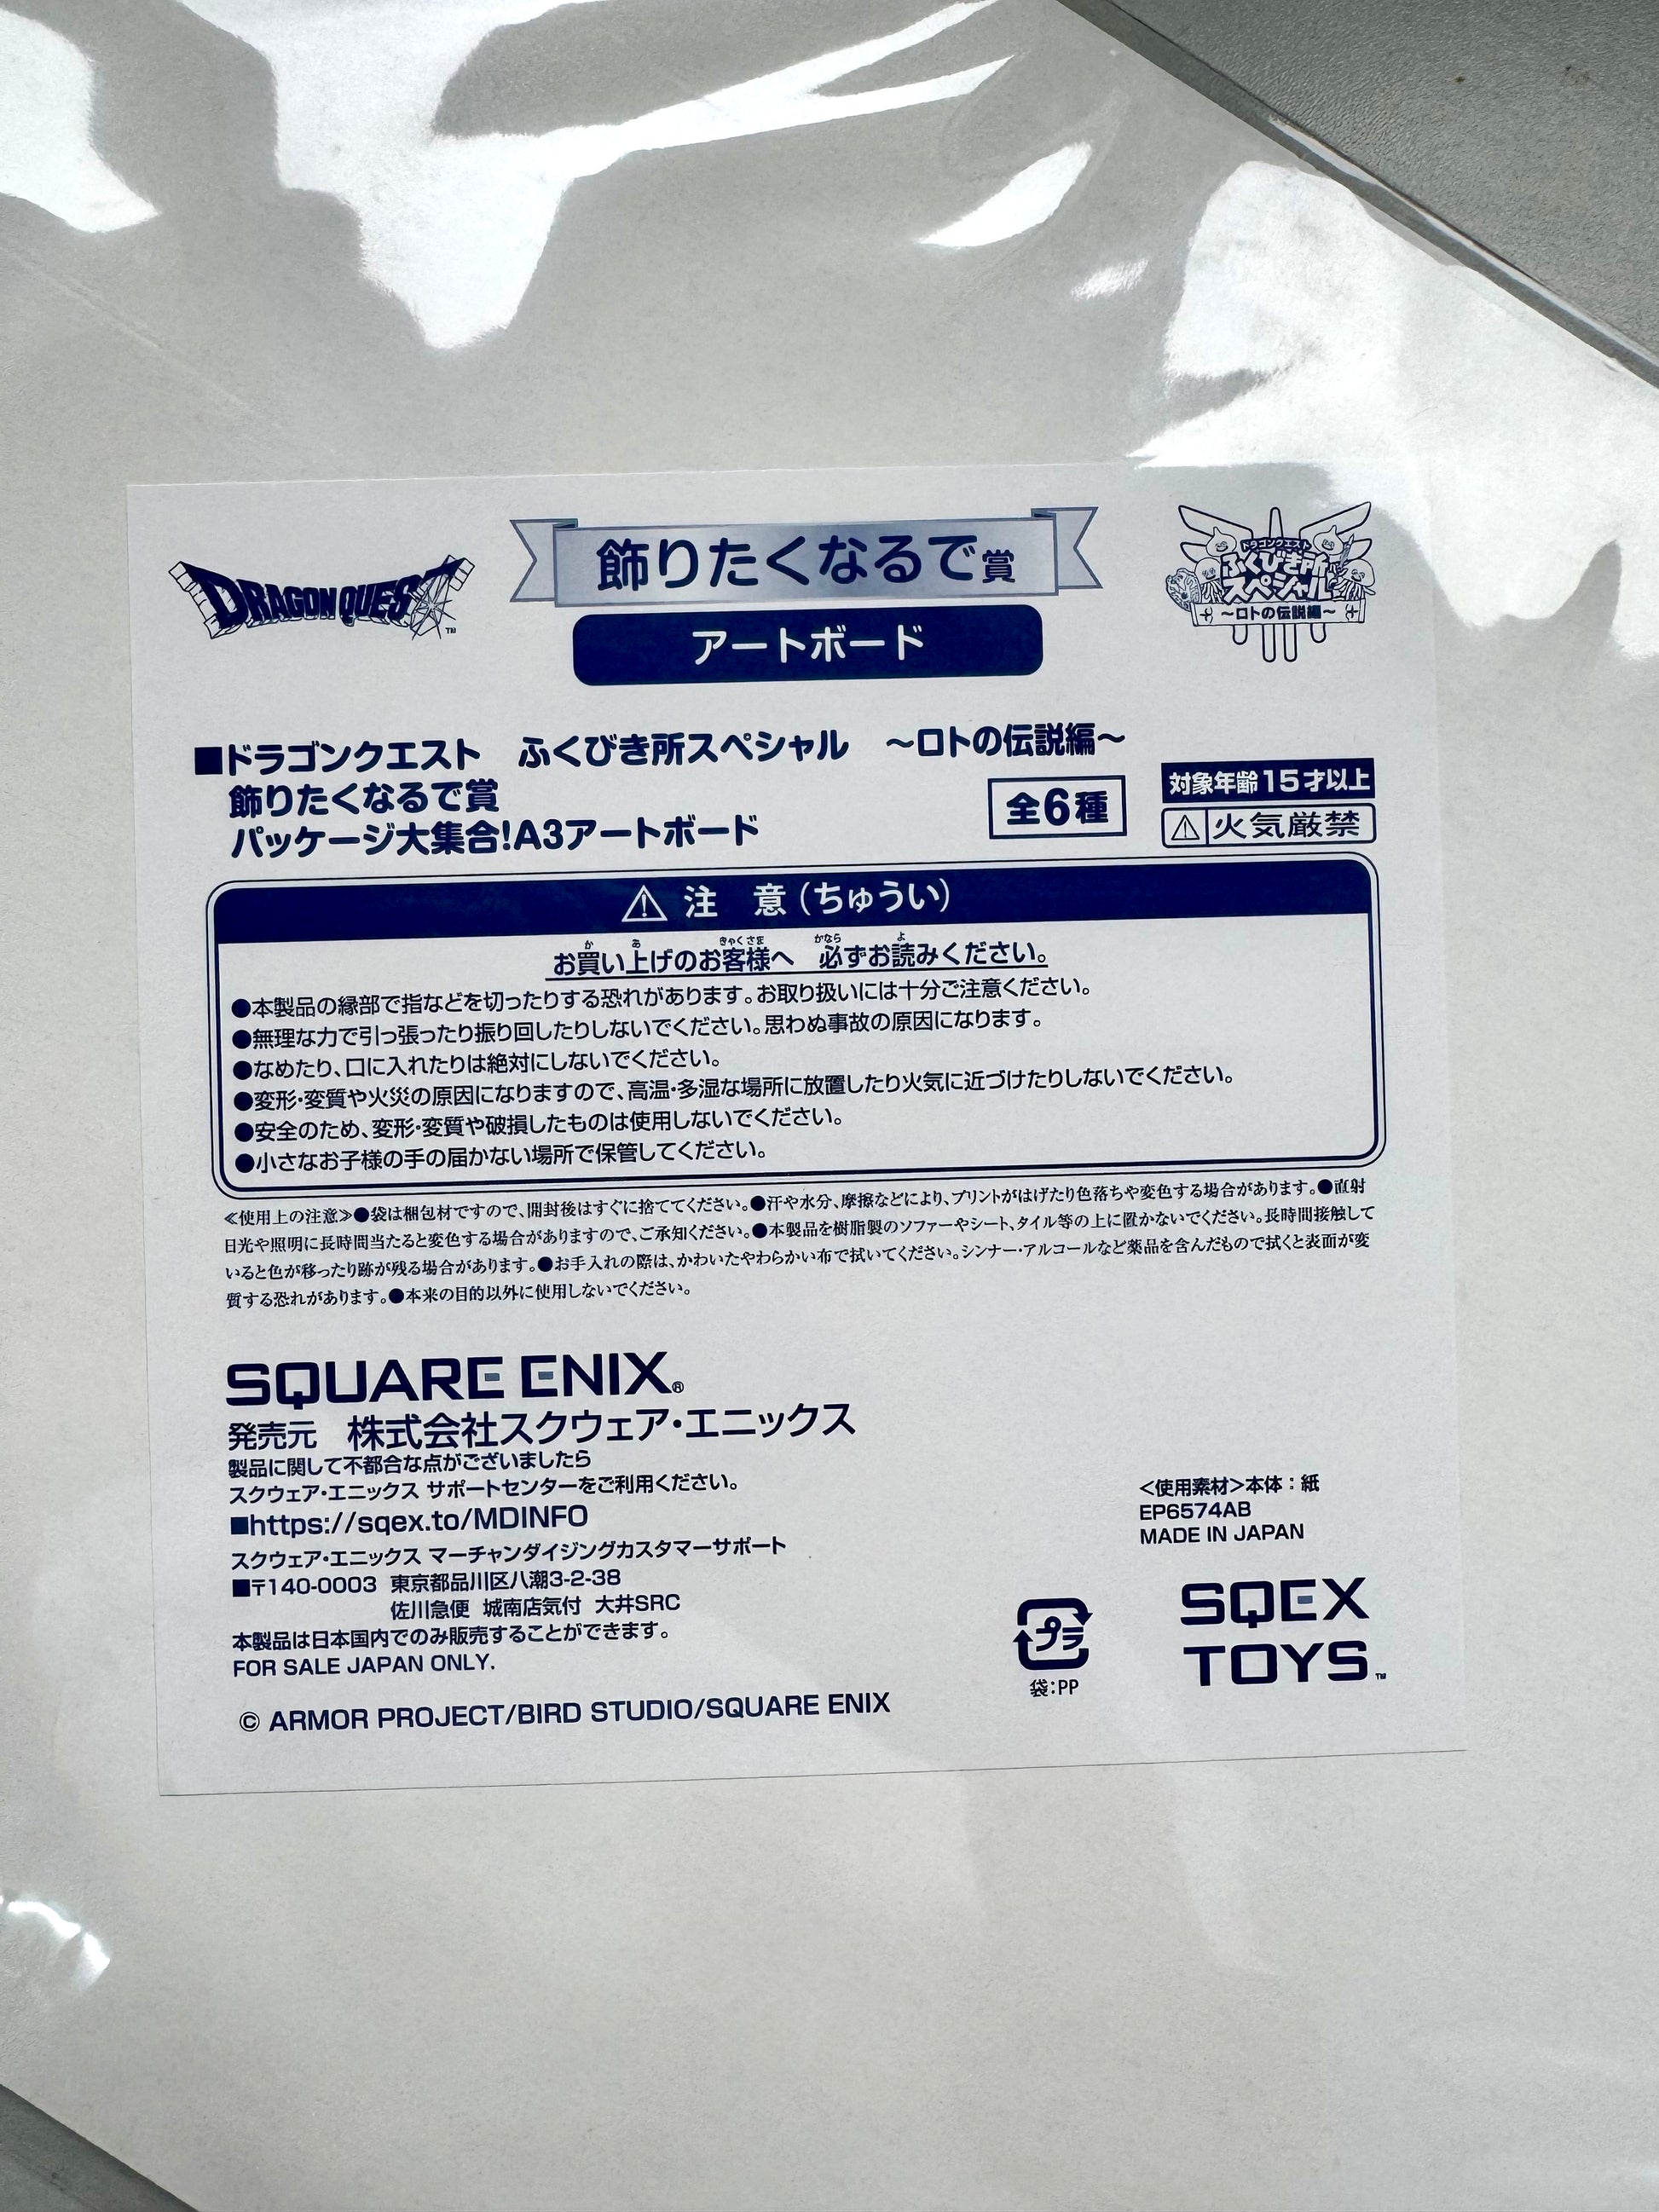 DRAGON QUEST™
飾りたくなるで賞
アートボード
ドラゴンクエスト
ふくびき所
スペシャル
～ロトの伝説編～
■ドラゴンクエスト ふくびき所スペシャル ～ロトの伝説編～
飾りたくなるで賞
パッケージ大集合!A3アートボード
全6種
対象年齢15才以上
⚠火気厳禁
⚠ 注 意(ちゅうい)
お買い上げのお客様へ 必ずお読みください。
●本製品の縁部で指などを切ったりする恐れがあります。お取り扱いには十分ご注意ください。
●無理な力で引っ張ったり振り回したりしないでください。思わぬ事故の原因になります。
●なめたり、口に入れたりは絶対にしないでください。
●変形・変質や火災の原因になりますので、高温・多湿な場所に放置したり火気に近づけたりしないでください。
●安全のため、変形・変質や破損したものは使用しないでください。
●小さなお子様の手の届かない場所で保管してください。
≪使用上の注意≫●袋は梱包材ですので、開封後はすぐに捨ててください。●汗や水分、摩擦などにより、プリントがはげたり色落ちや変色する場合があります。●直射
日光や照明に長時間当たると変色する場合がありますので、ご承知ください。●本製品を樹脂製のソファーやシート、タイル等の上に置かないでください。長時間接触して
いると色が移ったり跡が残る場合があります。●お手入れの際は、かわいたやわらかい布で拭いてください。シンナー・アルコールなど薬品を含んだもので拭くと表面が変
質する恐れがあります。●本来の目的以外に使用しないでください。
SQUARE ENIX®
発売元 株式会社スクウェア・エニックス
製品に関して不都合な点がございましたら
スクウェア・エニックス サポートセンターをご利用ください。
■https://sqex.to/MDINFO
スクウェア・エニックス マーチャンダイジングカスタマーサポート
■〒140-0003 東京都品川区八潮3-2-38
佐川急便 城南店気付 大井SRC
本製品は日本国内でのみ販売することができます。
FOR SALE JAPAN ONLY.
© ARMOR PROJECT/BIRD STUDIO/SQUARE ENIX
<使用素材>本体：紙
EP6574AB
MADE IN JAPAN
プラ
袋:PP
SQEX
TOYS™